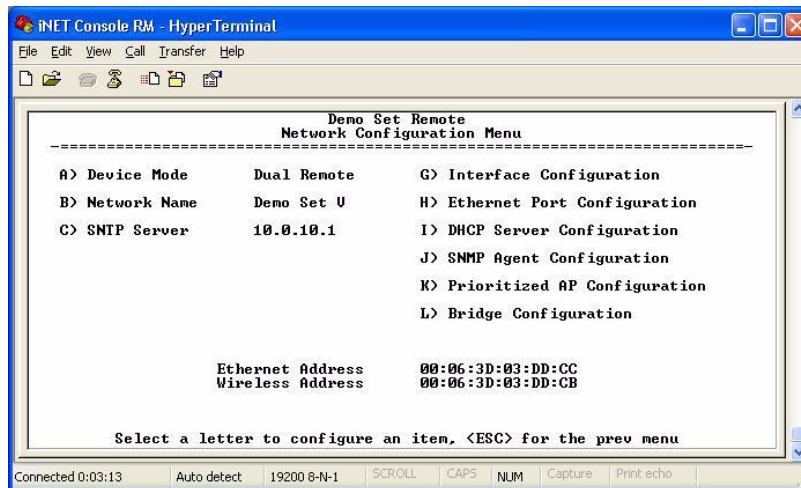 iNET Console RM - HyperTerminal
File Edit View Call Transfer Help
Demo Set Remote
Network Configuration Menu
-==============================================================================-
A) Device Mode Dual Remote G) Interface Configuration
B) Network Name Demo Set V H) Ethernet Port Configuration
C) SNTP Server 10.0.10.1 I) DHCP Server Configuration
J) SNMP Agent Configuration
K) Prioritized AP Configuration
L) Bridge Configuration
Ethernet Address 00:06:3D:03:DD:CC
Wireless Address 00:06:3D:03:DD:CB
Select a letter to configure an item, <ESC> for the prev menu
Connected 0:03:13 Auto detect 19200 8-N-1 SCROLL CAPS NUM Capture Print echo